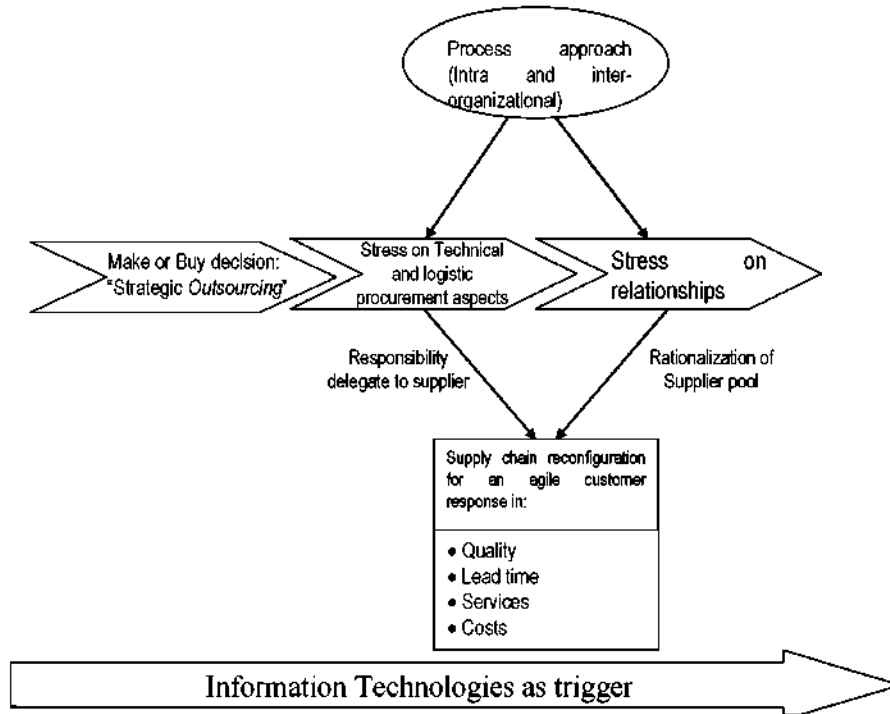 Process approach
(Intra and inter-
organizational)
Make or Buy decision:
"Strategic Outsourcing"
Stress on Technical
and logistic
procurement aspects
Stress on
relationships
Responsibility
delegate to supplier
Rationalization of
Supplier pool
Supply chain reconfiguration
for an agile customer
response in:
● Quality
● Lead time
● Services
● Costs
Information Technologies as trigger